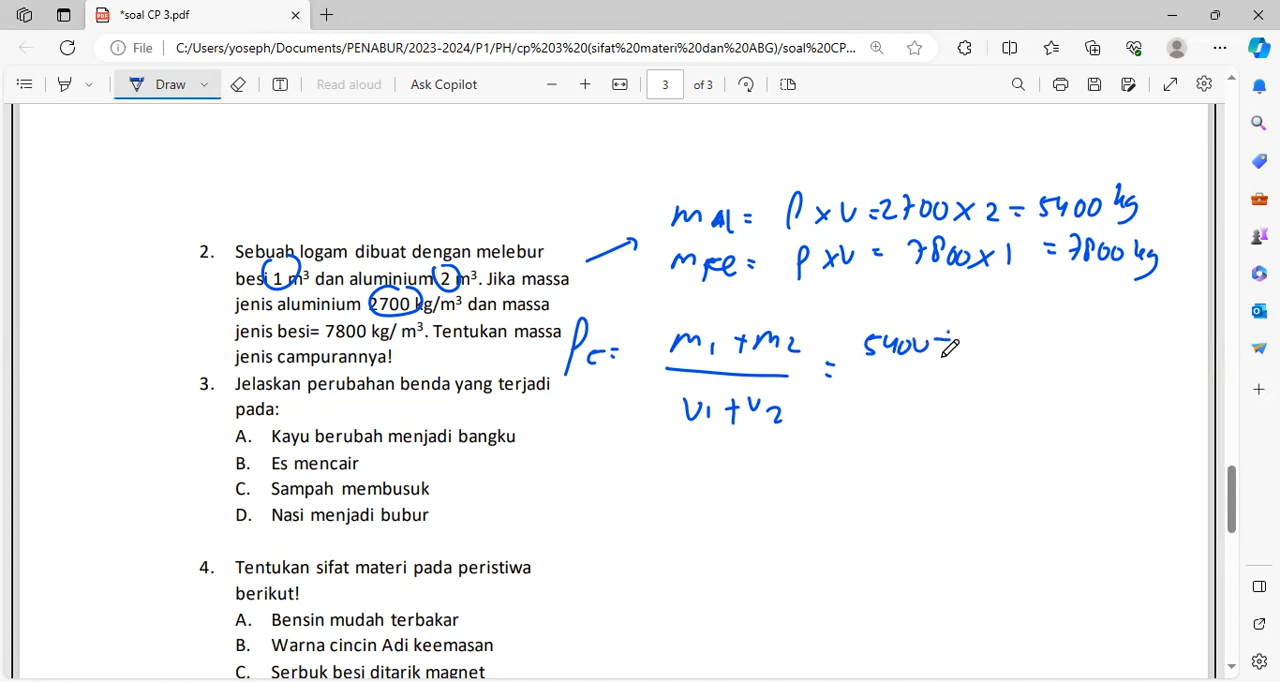 *soal CP 3.pdf
File C:/Users/yoseph/Documents/PENABUR/2023-2024/P1/PH/cp%203%20(sifat%20materi%20dan%20ABG)/soal%20CP...
Draw Read aloud Ask Copilot 3 of 3
m Al = ρ x V = 2700 x 2 = 5400 kg
m Fe = ρ x V = 7800 x 1 = 7800 kg
2. Sebuah logam dibuat dengan melebur
besi 1 m³ dan aluminium 2 m³. Jika massa
jenis aluminium 2700 kg/m³ dan massa
jenis besi= 7800 kg/ m³. Tentukan massa
jenis campurannya!
ρc = m1 + m2 = 5400
v1 + v2
3. Jelaskan perubahan benda yang terjadi
pada:
A. Kayu berubah menjadi bangku
B. Es mencair
C. Sampah membusuk
D. Nasi menjadi bubur
4. Tentukan sifat materi pada peristiwa
berikut!
A. Bensin mudah terbakar
B. Warna cincin Adi keemasan
C. Serbuk besi ditarik magnet